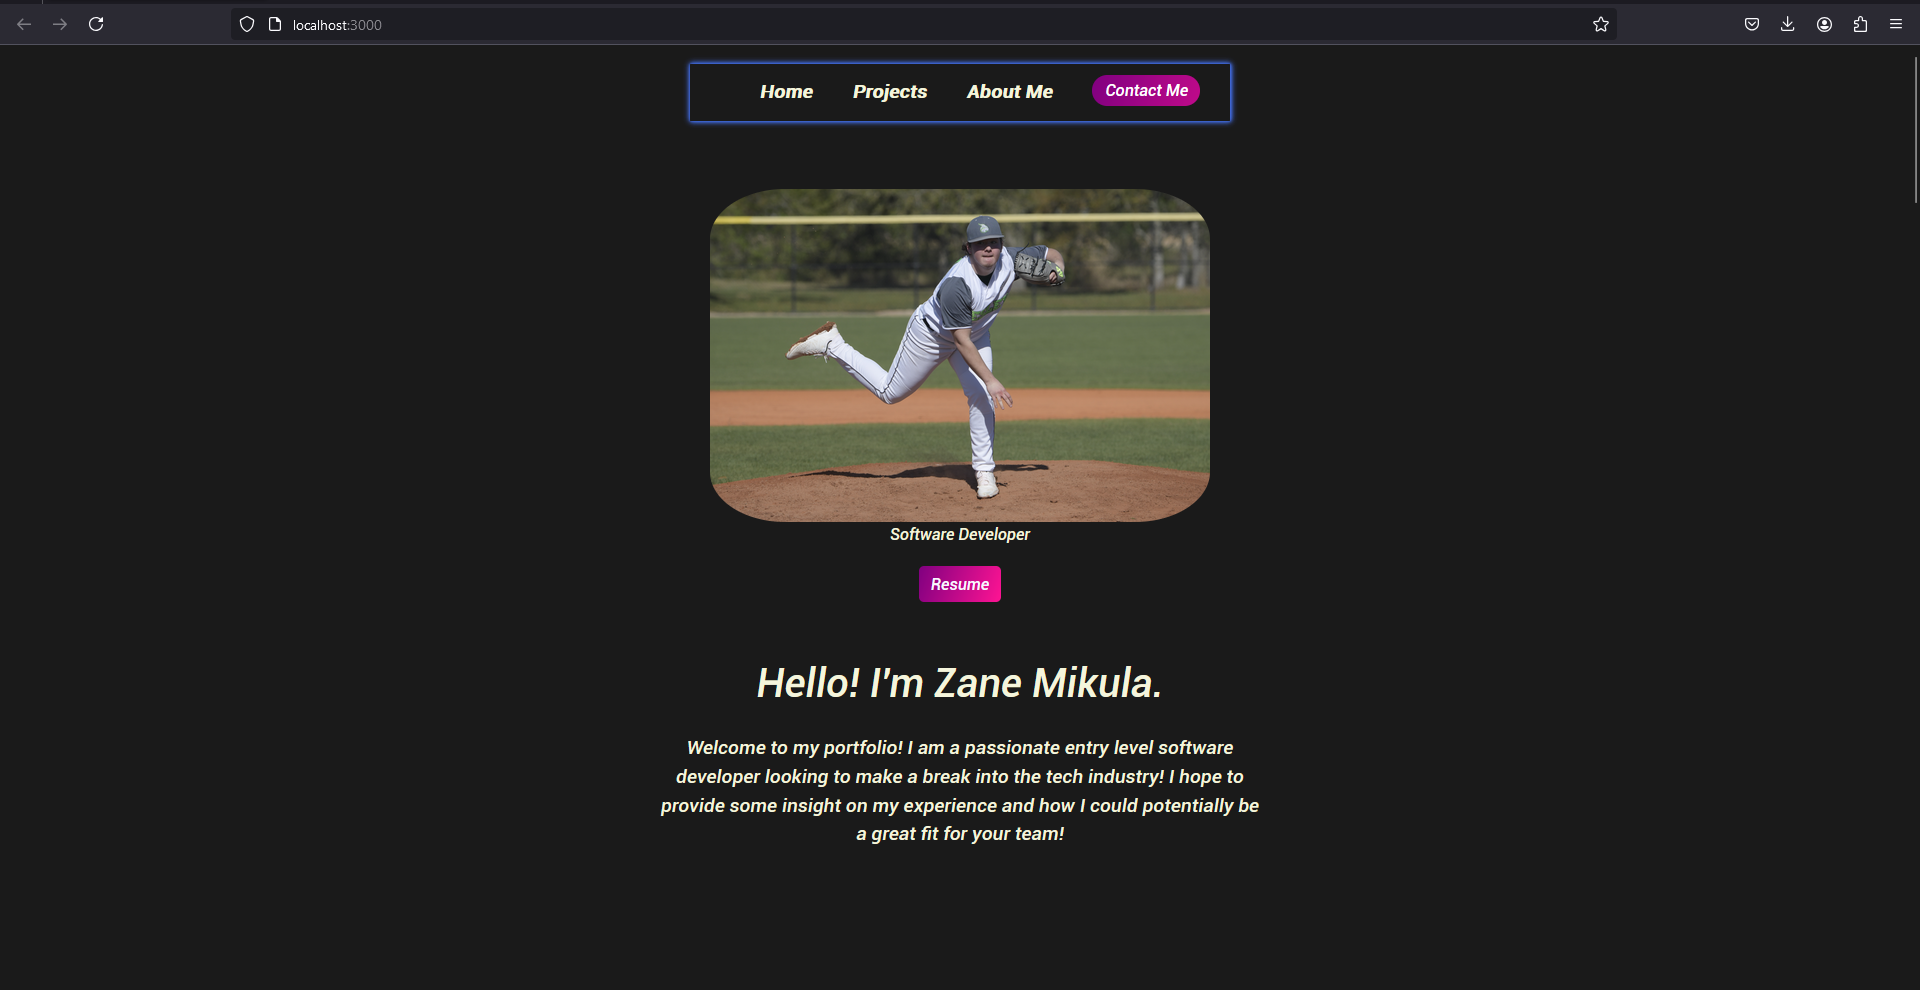 localhost:3000
Home Projects About Me Contact Me
Software Developer
Resume
Hello! I'm Zane Mikula.
Welcome to my portfolio! I am a passionate entry level software
developer looking to make a break into the tech industry! I hope to
provide some insight on my experience and how I could potentially be
a great fit for your team!